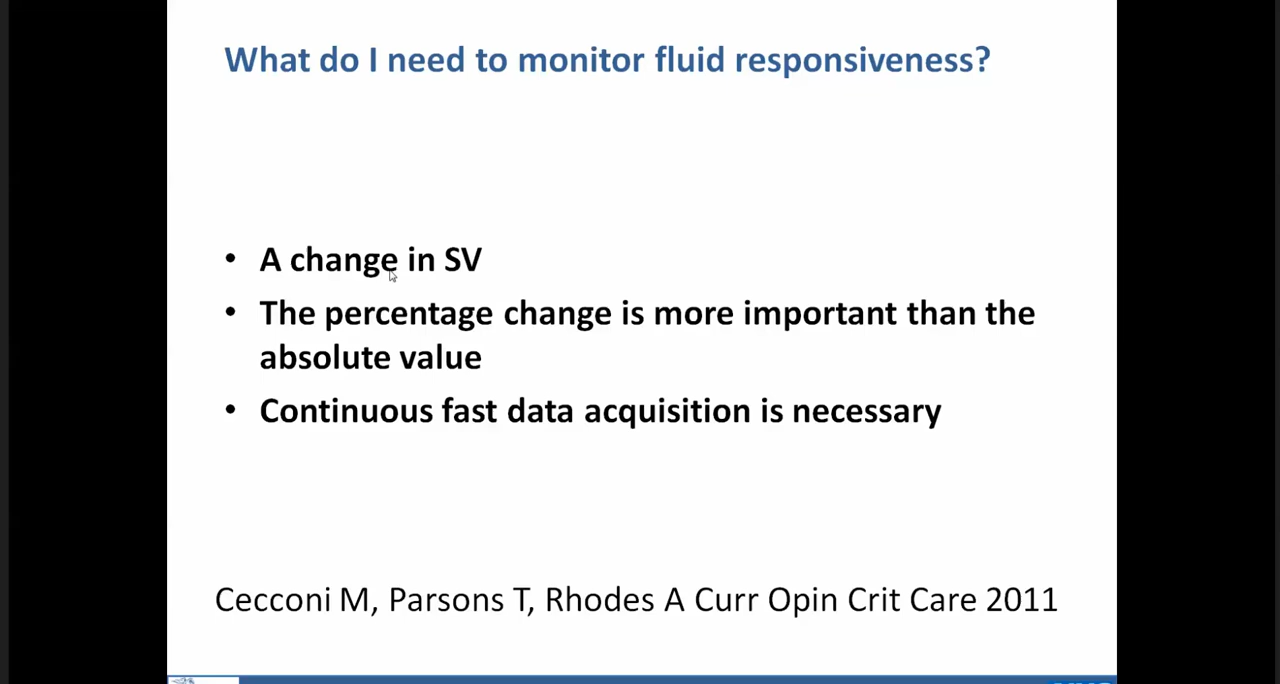 What do I need to monitor fluid responsiveness?
• A change in SV
• The percentage change is more important than the
absolute value
• Continuous fast data acquisition is necessary
Cecconi M, Parsons T, Rhodes A Curr Opin Crit Care 2011